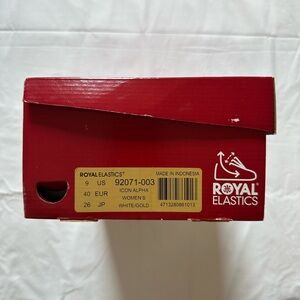 ROYAL ELASTICS
MADE IN INDONESIA
9 US 92071-003
40 EUR ICON ALPHA
WOMEN'S
26 JP WHITE/GOLD
4713280861013
ROYAL
ELASTICS